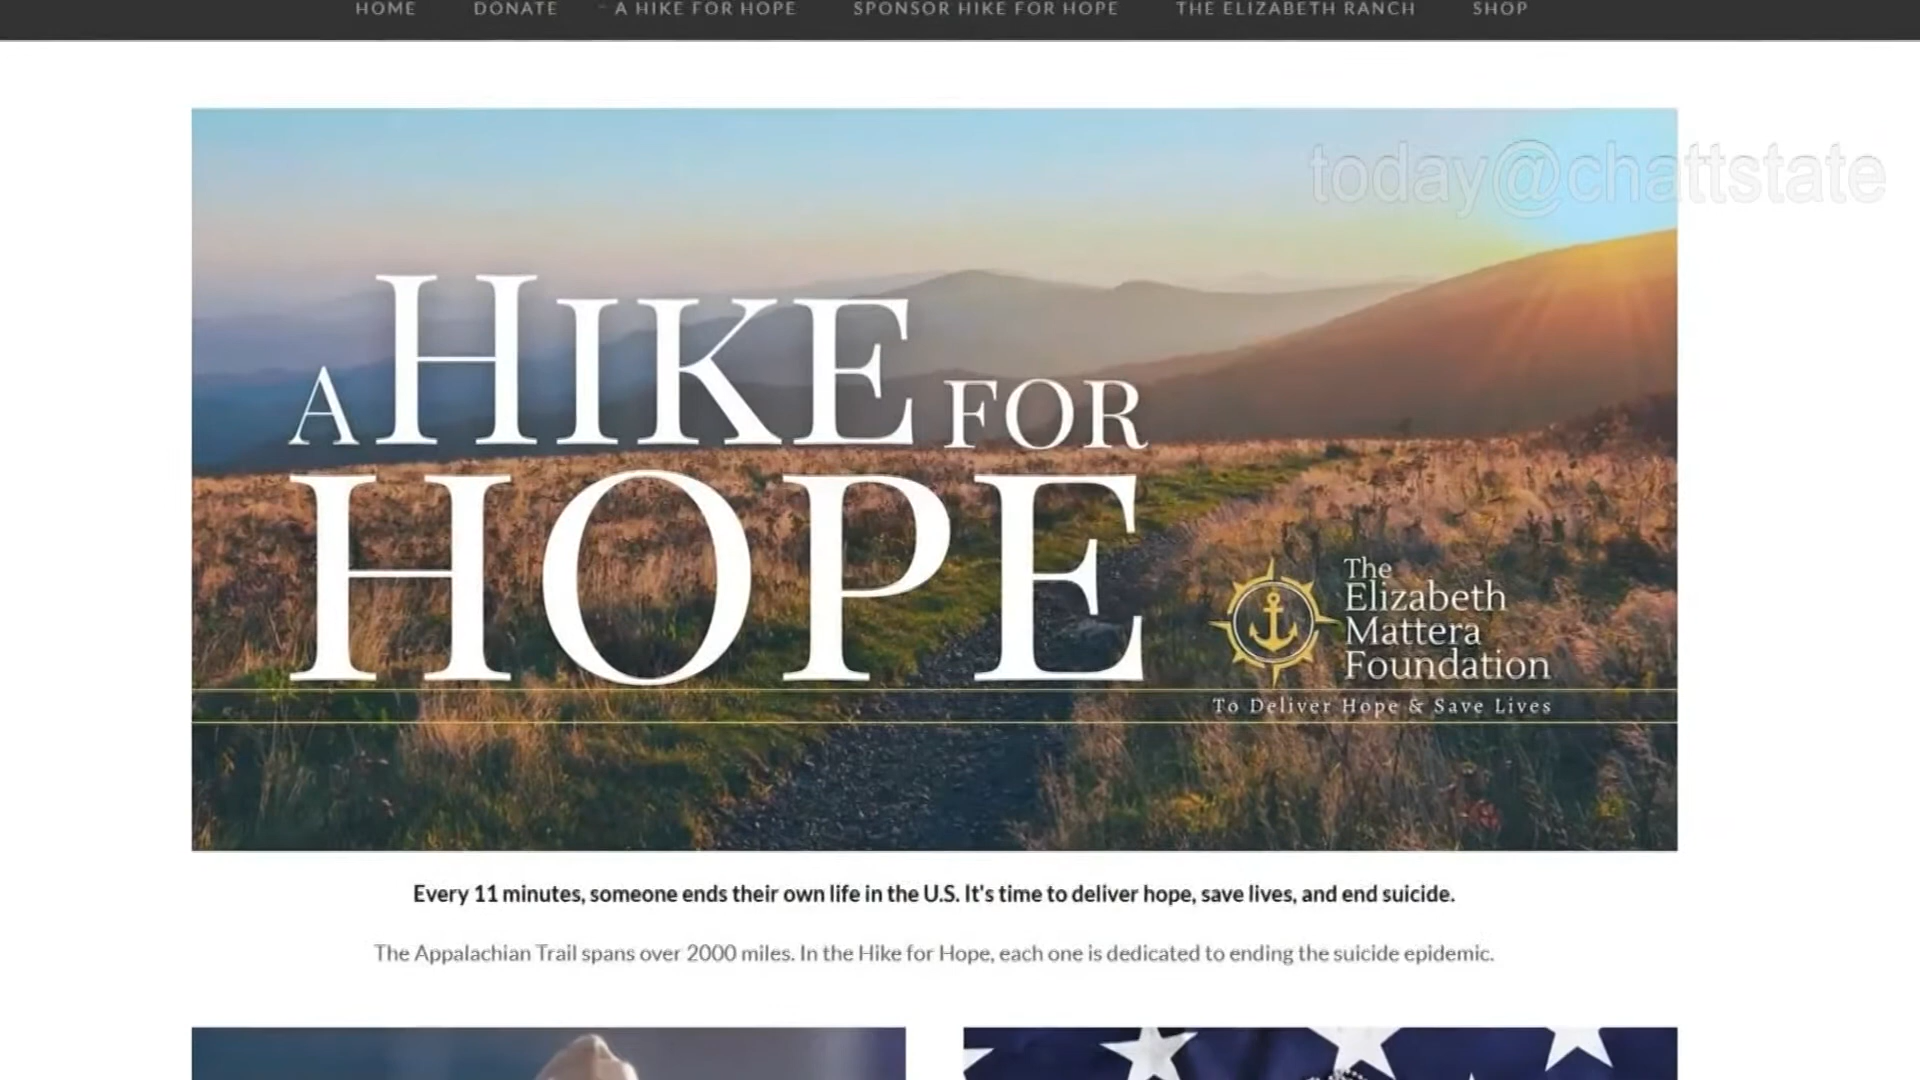 HOME DONATE A HIKE FOR HOPE SPONSOR HIKE FOR HOPE THE ELIZABETH RANCH SHOP
today@chattstate
A HIKE FOR
HOPE
The
Elizabeth
Mattera
Foundation
To Deliver Hope & Save Lives
Every 11 minutes, someone ends their own life in the U.S. It's time to deliver hope, save lives, and end suicide.
The Appalachian Trail spans over 2000 miles. In the Hike for Hope, each one is dedicated to ending the suicide epidemic.